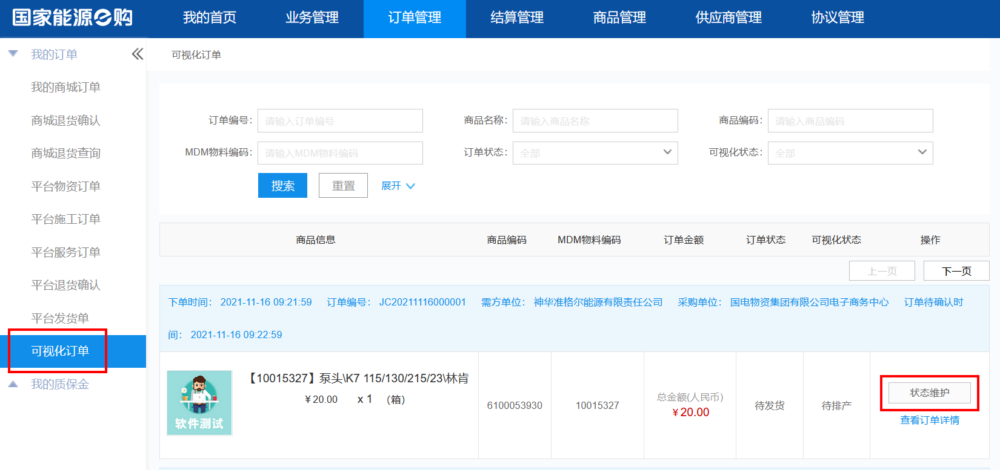 国家能源e购 我的首页 业务管理 订单管理 结算管理 商品管理 供应商管理 协议管理
我的订单
我的商城订单
商城退货确认
商城退货查询
平台物资订单
平台施工订单
平台服务订单
平台退货确认
平台发货单
可视化订单
我的质保金
可视化订单
订单编号： 请输入订单编号 商品名称： 请输入商品名称 商品编码： 请输入商品编码
MDM物料编码： 请输入MDM物料编码 订单状态： 全部 可视化状态： 全部
搜索 重置 展开
商品信息 商品编码 MDM物料编码 订单金额 订单状态 可视化状态 操作
上一页 下一页
下单时间： 2021-11-16 09:21:59 订单编号： JC20211116000001 需方单位： 神华准格尔能源有限责任公司 采购单位： 国电物资集团有限公司电子商务中心 订单待确认时
间： 2021-11-16 09:22:59
软件测试
【10015327】泵头\K7 115/130/215/23\林肯
￥20.00 x 1 （箱）
6100053930 10015327
总金额(人民币)
￥20.00
待发货 待排产
状态维护
查看订单详情